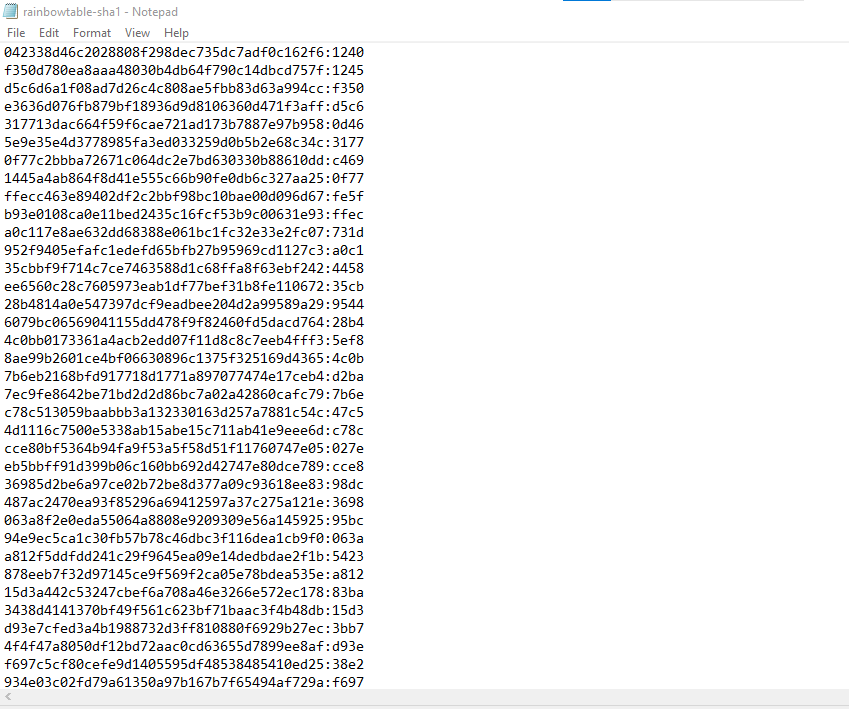 rainbowtable-sha1 - Notepad
File Edit Format View Help
042338d46c2028808f298dec735dc7adf0c162f6:1240
f350d780ea8aaa48030b4db64f790c14dbcd757f:1245
d5c6d6a1f08ad7d26c4c808ae5fbb83d63a994cc:f350
e3636d076fb879bf18936d9d8106360d471f3aff:d5c6
317713dac664f59f6cae721ad173b7887e97b958:0d46
5e9e35e4d3778985fa3ed033259d0b5b2e68c34c:3177
0f77c2bbba72671c064dc2e7bd630330b88610dd:c469
1445a4ab864f8d41e555c66b90fe0db6c327aa25:0f77
ffecc463e89402df2c2bbf98bc10bae00d096d67:fe5f
b93e0108ca0e11bed2435c16fcf53b9c00631e93:ffec
a0c117e8ae632dd68388e061bc1fc32e33e2fc07:731d
952f9405efafc1edefd65bfb27b95969cd1127c3:a0c1
35cbbf9f714c7ce7463588d1c68ffa8f63ebf242:4458
ee6560c28c7605973eab1df77bef31b8fe110672:35cb
28b4814a0e547397dcf9eadbee204d2a99589a29:9544
6079bc06569041155dd478f9f82460fd5dacd764:28b4
4c0bb0173361a4acb2edd07f11d8c8c7eeb4fff3:5ef8
8ae99b2601ce4bf06630896c1375f325169d4365:4c0b
7b6eb2168bfd917718d1771a897077474e17ceb4:d2ba
7ec9fe8642be71bd2d2d86bc7a02a42860cafc79:7b6e
c78c513059baabbb3a132330163d257a7881c54c:47c5
4d1116c7500e5338ab15abe15c711ab41e9eee6d:c78c
cce80bf5364b94fa9f53a5f58d51f11760747e05:027e
eb5bbff91d399b06c160bb692d42747e80dce789:cce8
36985d2be6a97ce02b72be8d377a09c93618ee83:98dc
487ac2470ea93f85296a69412597a37c275a121e:3698
063a8f2e0eda55064a8808e9209309e56a145925:95bc
94e9ec5ca1c30fb57b78c46dbc3f116dea1cb9f0:063a
a812f5ddfdd241c29f9645ea09e14dedbdae2f1b:5423
878eeb7f32d97145ce9f569f2ca05e78bdea535e:a812
15d3a442c53247cbef6a708a46e3266e572ec178:83ba
3438d4141370bf49f561c623bf71baac3f4b48db:15d3
d93e7cfed3a4b1988732d3ff810880f6929b27ec:3bb7
4f4f47a8050df12bd72aac0cd63655d7899ee8af:d93e
f697c5cf80cefe9d1405595df48538485410ed25:38e2
934e03c02fd79a61350a97b167b7f65494af729a:f697